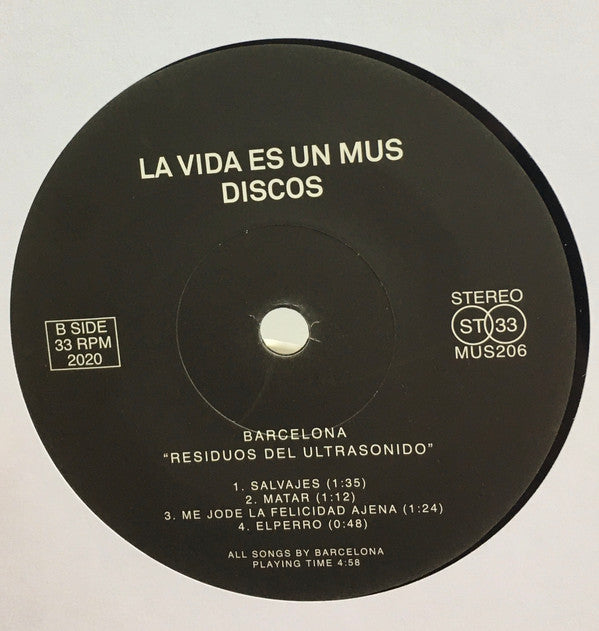 LA VIDA ES UN MUS
DISCOS
B SIDE
33 RPM
2020
STEREO
ST 33
MUS206
BARCELONA
"RESIDUOS DEL ULTRASONIDO"
1. SALVAJES (1:35)
2. MATAR (1:12)
3. ME JODE LA FELICIDAD AJENA (1:24)
4. ELPERRO (0:48)
ALL SONGS BY BARCELONA
PLAYING TIME 4:58